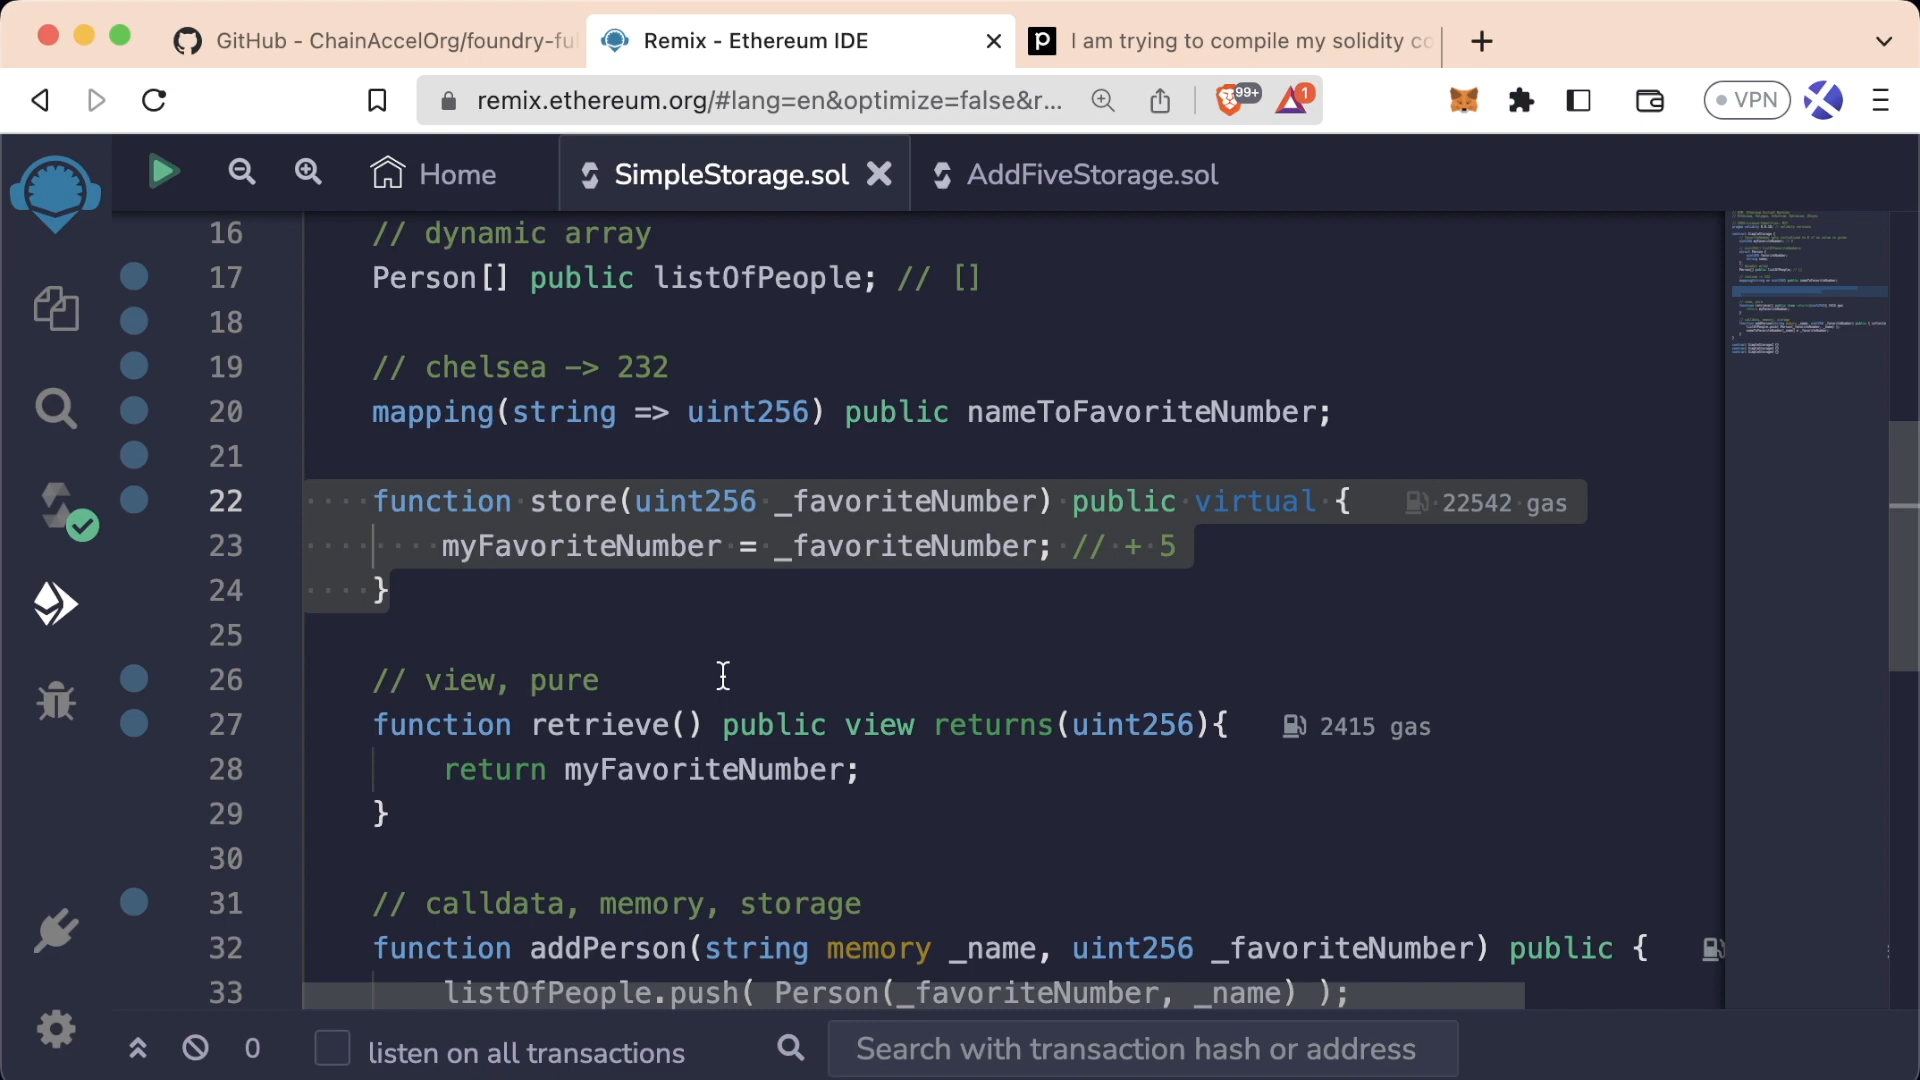 GitHub - ChainAccelOrg/foundry-ful
Remix - Ethereum IDE
I am trying to compile my solidity co
remix.ethereum.org/#lang=en&optimize=false&r...
99+
1
VPN
Home
SimpleStorage.sol
AddFiveStorage.sol
16 // dynamic array
17 Person[] public listOfPeople; // []
18
19 // chelsea -> 232
20 mapping(string => uint256) public nameToFavoriteNumber;
21
22 function store(uint256 _favoriteNumber) public virtual { 22542 gas
23 myFavoriteNumber = _favoriteNumber; // + 5
24 }
25
26 // view, pure
27 function retrieve() public view returns(uint256){ 2415 gas
28 return myFavoriteNumber;
29 }
30
31 // calldata, memory, storage
32 function addPerson(string memory _name, uint256 _favoriteNumber) public {
33 listOfPeople.push( Person(_favoriteNumber, _name) );
0
listen on all transactions
Search with transaction hash or address